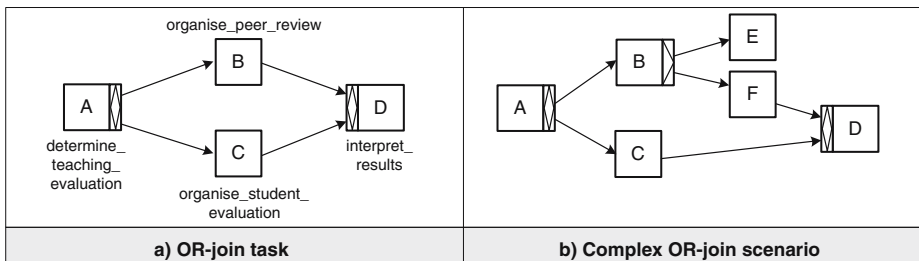 organise_peer_review
B
A
D
determine_
teaching_
evaluation
interpret_
results
C
organise_student_
evaluation
E
B
F
A
D
C
a) OR-join task
b) Complex OR-join scenario